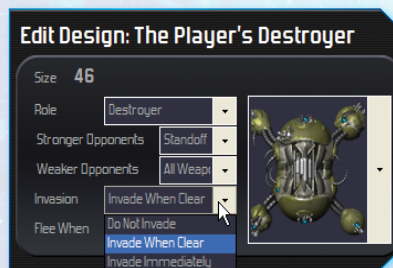 Edit Design: The Player's Destroyer
Size 46
Role Destroyer
Stronger Opponents Standoff
Weaker Opponents All Weap
Invasion Invade When Clear
Flee When Do Not Invade
Invade When Clear
Invade Immediately